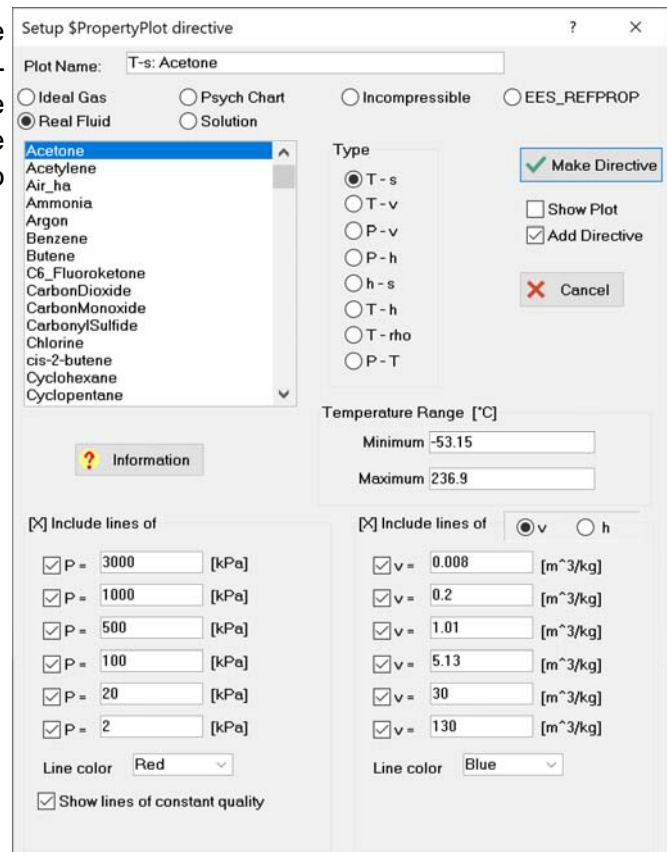 Setup $PropertyPlot directive ? ×
Plot Name: T-s: Acetone
Ideal Gas Psych Chart Incompressible EES_REFPROP
Real Fluid Solution
Acetone
Acetylene
Air_ha
Ammonia
Argon
Benzene
Butene
C6_Fluoroketone
CarbonDioxide
CarbonMonoxide
CarbonylSulfide
Chlorine
cis-2-butene
Cyclohexane
Cyclopentane
Type
T - s
T - v
P - v
P - h
h - s
T - h
T - rho
P - T
Make Directive
Show Plot
Add Directive
Cancel
? Information
Temperature Range [°C]
Minimum -53.15
Maximum 236.9
[X] Include lines of
P = 3000 [kPa]
P = 1000 [kPa]
P = 500 [kPa]
P = 100 [kPa]
P = 20 [kPa]
P = 2 [kPa]
Line color Red
Show lines of constant quality
[X] Include lines of v h
v = 0.008 [m^3/kg]
v = 0.2 [m^3/kg]
v = 1.01 [m^3/kg]
v = 5.13 [m^3/kg]
v = 30 [m^3/kg]
v = 130 [m^3/kg]
Line color Blue